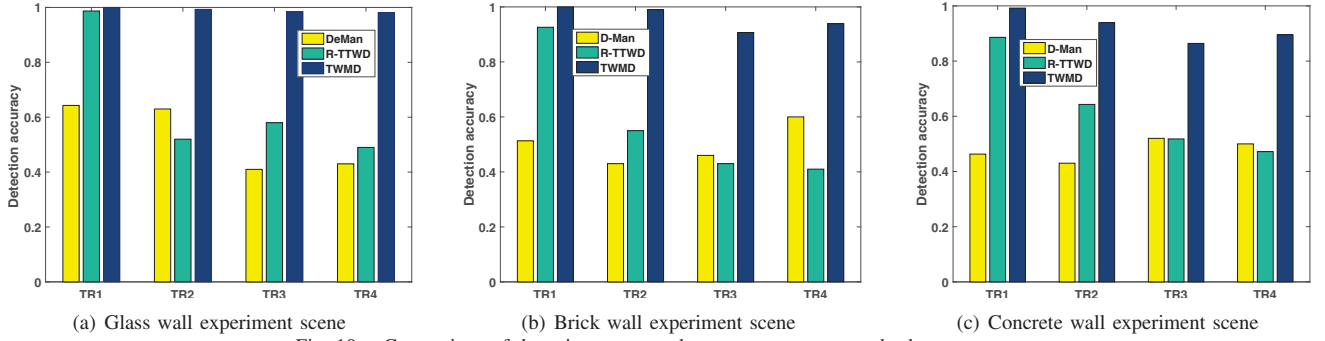 Detection accuracy
1
0.8
0.6
0.4
0.2
0
DeMan
R-TTWD
TWMD
TR1 TR2 TR3 TR4
(a) Glass wall experiment scene
Detection accuracy
1
0.8
0.6
0.4
0.2
0
D-Man
R-TTWD
TWMD
TR1 TR2 TR3 TR4
(b) Brick wall experiment scene
Detection accuracy
1
0.8
0.6
0.4
0.2
0
D-Man
R-TTWD
TWMD
TR1 TR2 TR3 TR4
(c) Concrete wall experiment scene